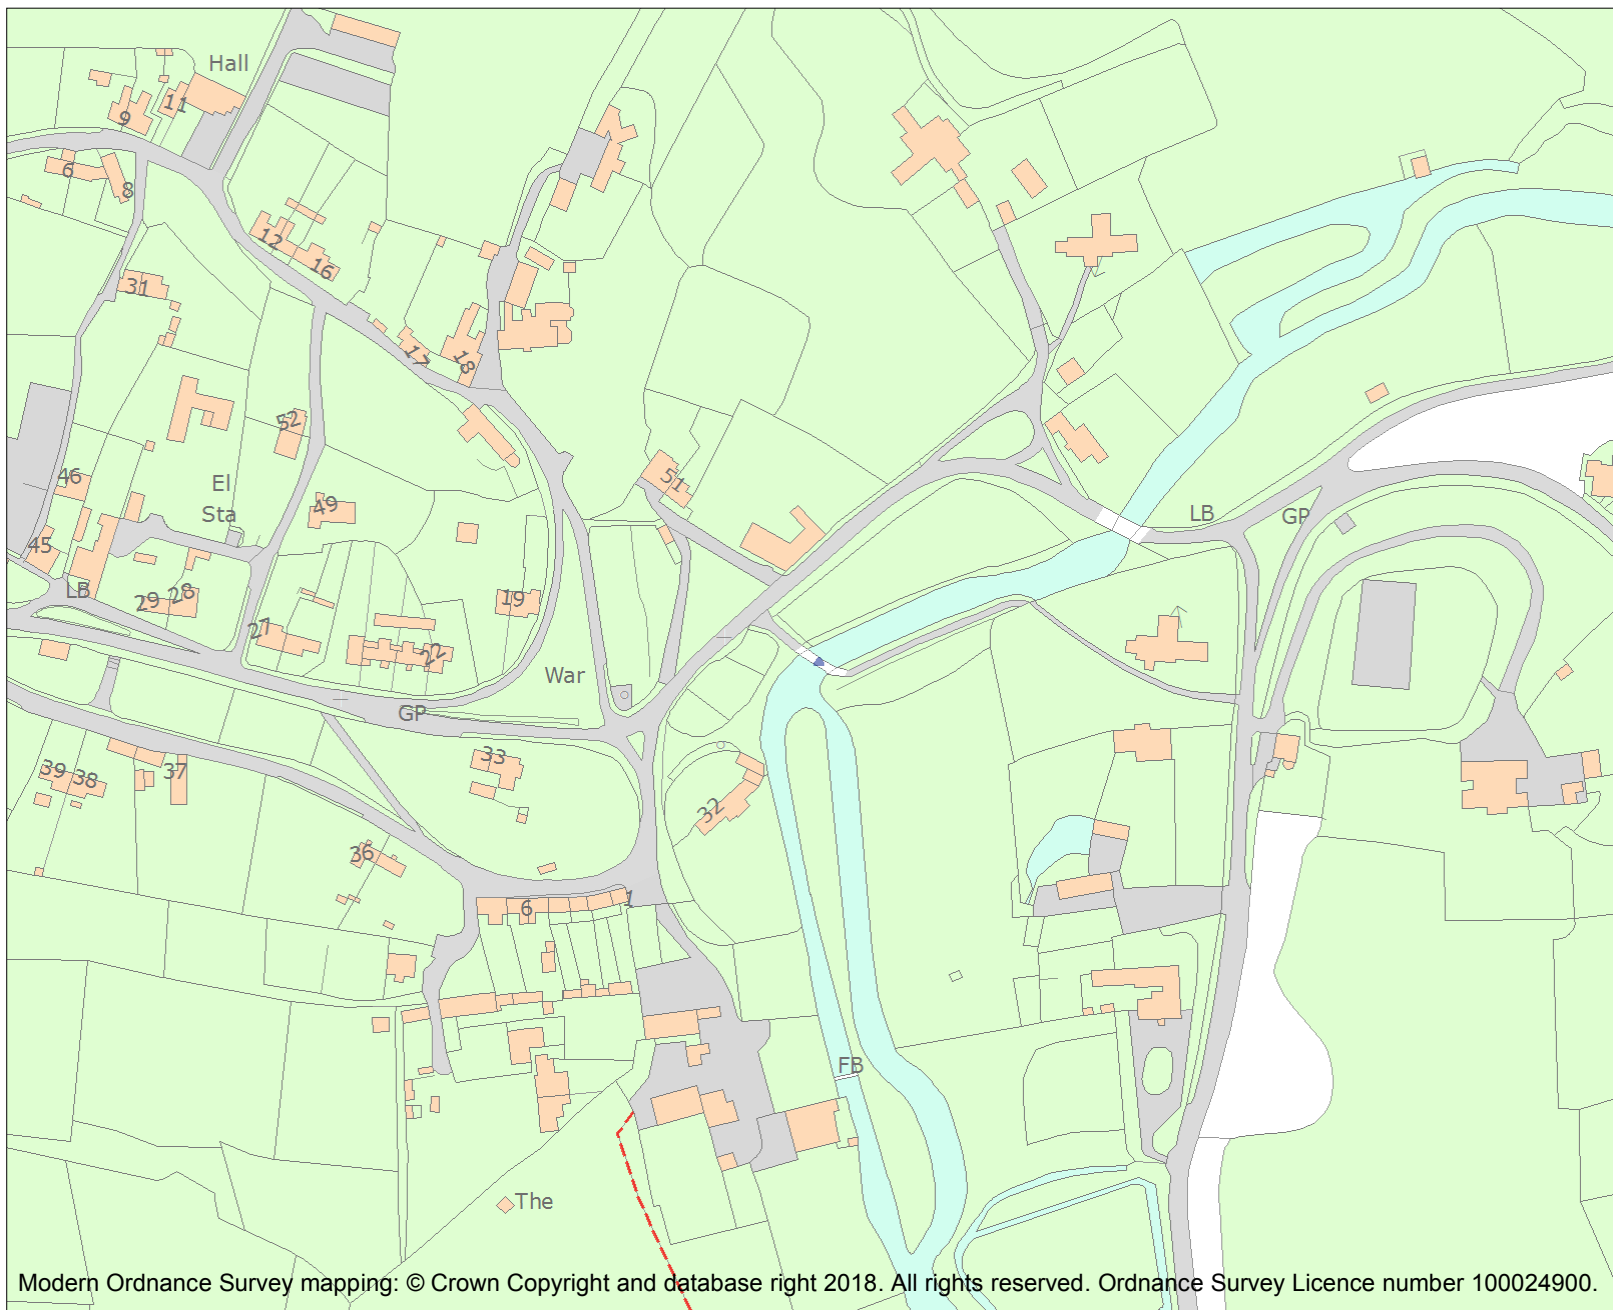 Hall
11
9
6
8
12
16
31
17
18
52
46
El
Sta
49
51
45
LB
GP
LB
29
28
19
27
22
War
GP
33
39
38
37
32
36
6
1
FB
The
Modern Ordnance Survey mapping: © Crown Copyright and database right 2018. All rights reserved. Ordnance Survey Licence number 100024900.